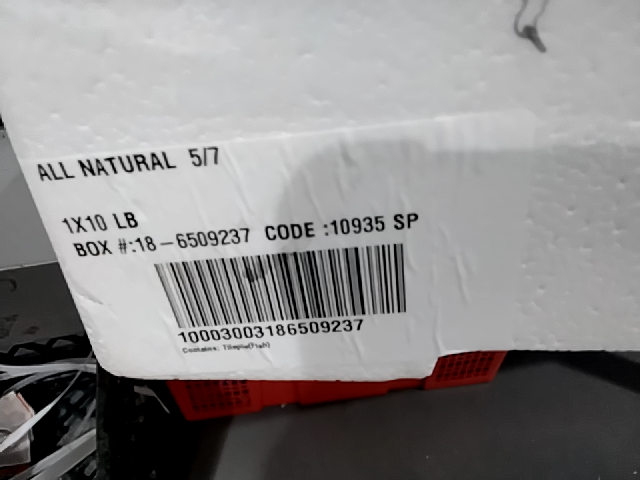 ALL NATURAL 5/7
1X10 LB
BOX #:18-6509237 CODE :10935 SP
10003003186509237
Contains: Tilapia(Fish)